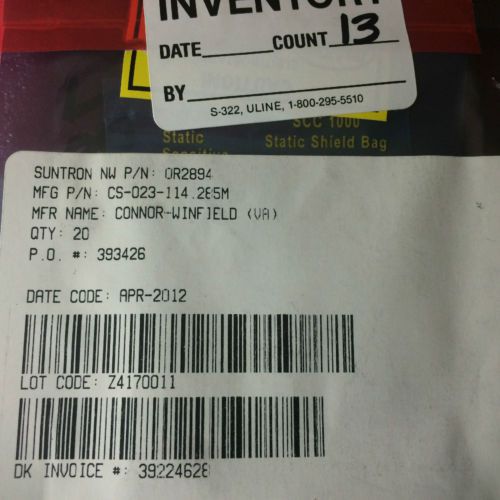 INVENTORY
DATE COUNT 13
BY
S-322, ULINE, 1-800-295-5510
SCC 1000
Static Static Shield Bag
Sensitive
SUNTRON NW P/N: OR2894
MFG P/N: CS-023-114.285M
MFR NAME: CONNOR-WINFIELD (VA)
QTY: 20
P.O. #: 393426
DATE CODE: APR-2012
LOT CODE: Z4170011
DK INVOICE #: 39224628